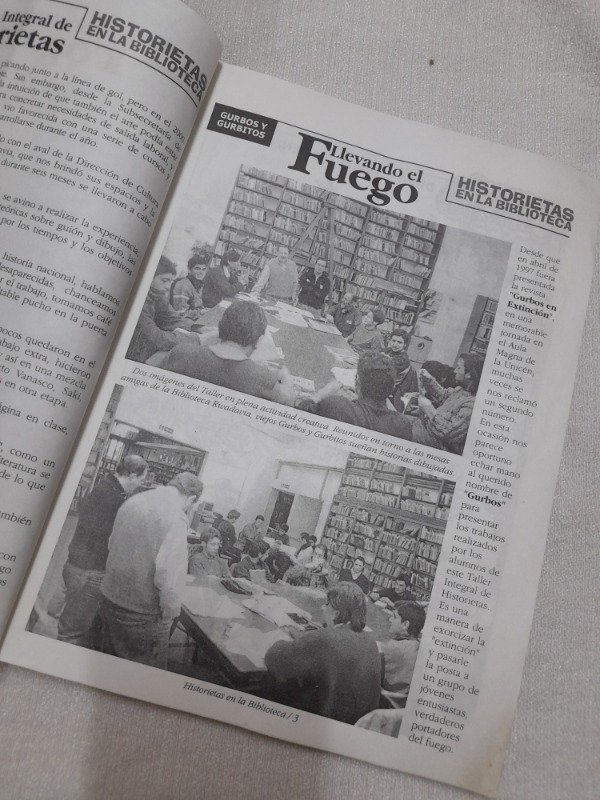 Integral de
rietas
HISTORIETAS
EN LA BIBLIOTECA
picando junto a la línea de gol, pero en el 2000
Sin embargo, desde la Subsecretaría de
la intuición de que también el arte podía estar
concretar necesidades de salida laboral, y
vio favorecida con una serie de cursos
arrollarse durante el año.
con el aval de la Dirección de Cultura
que nos brindó sus espacios y la
durante seis meses se llevaron a cabo
se avino a realizar la experiencia.
teóricas sobre guión y dibujo, las
por los tiempos y los objetivos
historia nacional, hablamos
desaparecidas, chanceamos
el trabajo, tomamos café
table pucho en la puerta
pocos quedaron en el
abajo extra, hicieron
así en una mezcla
Vanasco, Saki,
en otra etapa.
gina en clase,
como un
literatura se
de lo que
también
con
procesos
GURBOS Y
GURBITOS
Llevando el
Fuego
HISTORIETAS
EN LA BIBLIOTECA
Dos imágenes del Taller en plena actividad creativa. Reunidos en torno a las mesas
amigas de la Biblioteca Rivadavia, viejos Gurbos y Gurbitos sueñan historias dibujadas.
Desde que
en abril de
1997 fuera
presentada
la revista
"Gurbos en
Extinción",
en una
memorable
jornada en
el Aula
Magna de
la Unicén,
muchas
veces se
nos reclamó
un segundo
número.
En esta
ocasión nos
parece
oportuno
echar mano
al querido
nombre de
"Gurbos"
para
presentar
los trabajos
realizados
por los
alumnos de
este Taller
Integral de
Historietas.
Es una
manera de
exorcizar la
"extinción"
y pasarle
la posta a
un grupo de
jóvenes
entusiastas,
verdaderos
portadores
del fuego.
Historietas en la Biblioteca / 3